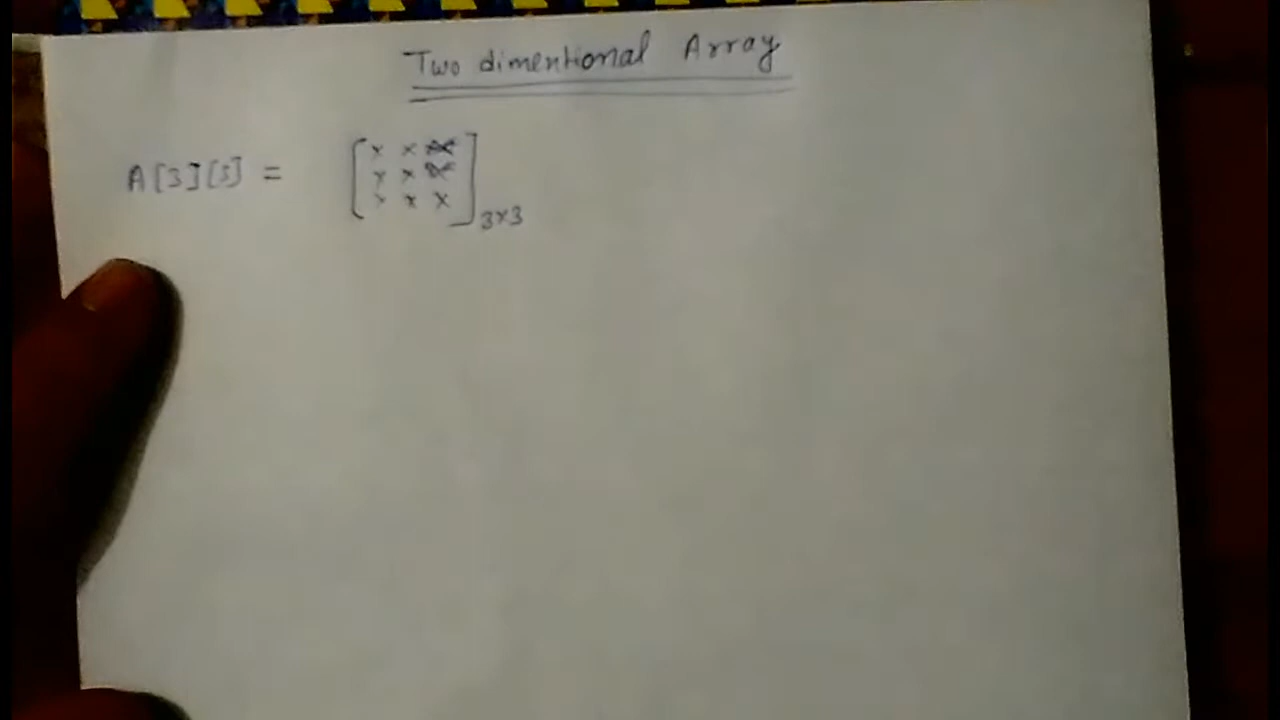 Two dimentional Array
A[3][3] =
x x x
x x x
x x x
3x3